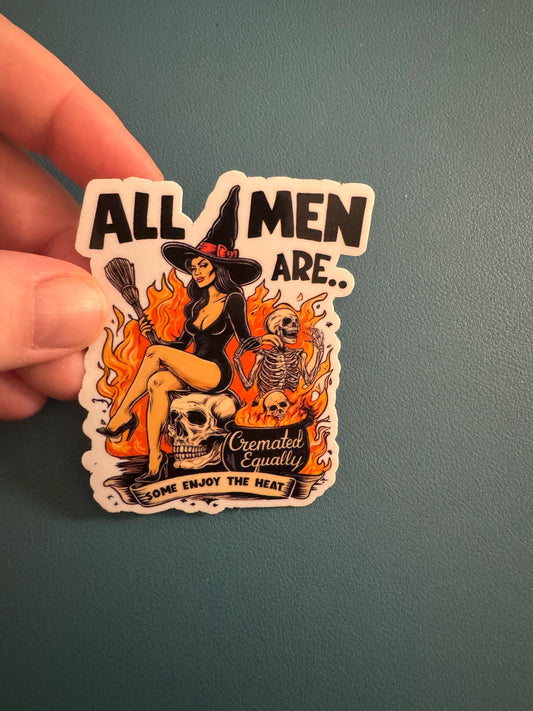 ALL MEN
ARE..
Cremated
Equally
SOME ENJOY THE HEAT